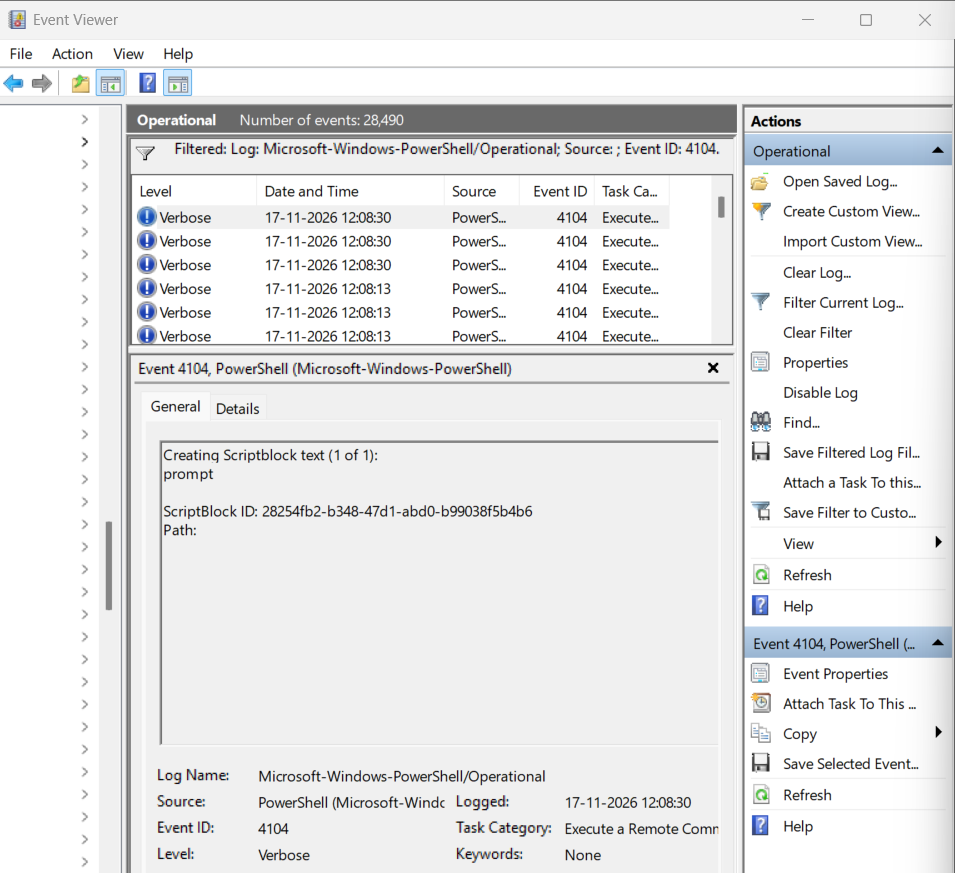 Event Viewer
File Action View Help
Operational Number of events: 28,490
Filtered: Log: Microsoft-Windows-PowerShell/Operational; Source: ; Event ID: 4104.
Level Date and Time Source Event ID Task Ca...
Verbose 17-11-2026 12:08:30 PowerS... 4104 Execute...
Verbose 17-11-2026 12:08:30 PowerS... 4104 Execute...
Verbose 17-11-2026 12:08:30 PowerS... 4104 Execute...
Verbose 17-11-2026 12:08:13 PowerS... 4104 Execute...
Verbose 17-11-2026 12:08:13 PowerS... 4104 Execute...
Verbose 17-11-2026 12:08:13 PowerS... 4104 Execute...
Event 4104, PowerShell (Microsoft-Windows-PowerShell)
General Details
Creating Scriptblock text (1 of 1):
prompt
ScriptBlock ID: 28254fb2-b348-47d1-abd0-b99038f5b4b6
Path:
Log Name: Microsoft-Windows-PowerShell/Operational
Source: PowerShell (Microsoft-Windc Logged: 17-11-2026 12:08:30
Event ID: 4104 Task Category: Execute a Remote Comm
Level: Verbose Keywords: None
Actions
Operational
Open Saved Log...
Create Custom View...
Import Custom View...
Clear Log...
Filter Current Log...
Clear Filter
Properties
Disable Log
Find...
Save Filtered Log Fil...
Attach a Task To this...
Save Filter to Custo...
View
Refresh
Help
Event 4104, PowerShell (...
Event Properties
Attach Task To This ...
Copy
Save Selected Event...
Refresh
Help